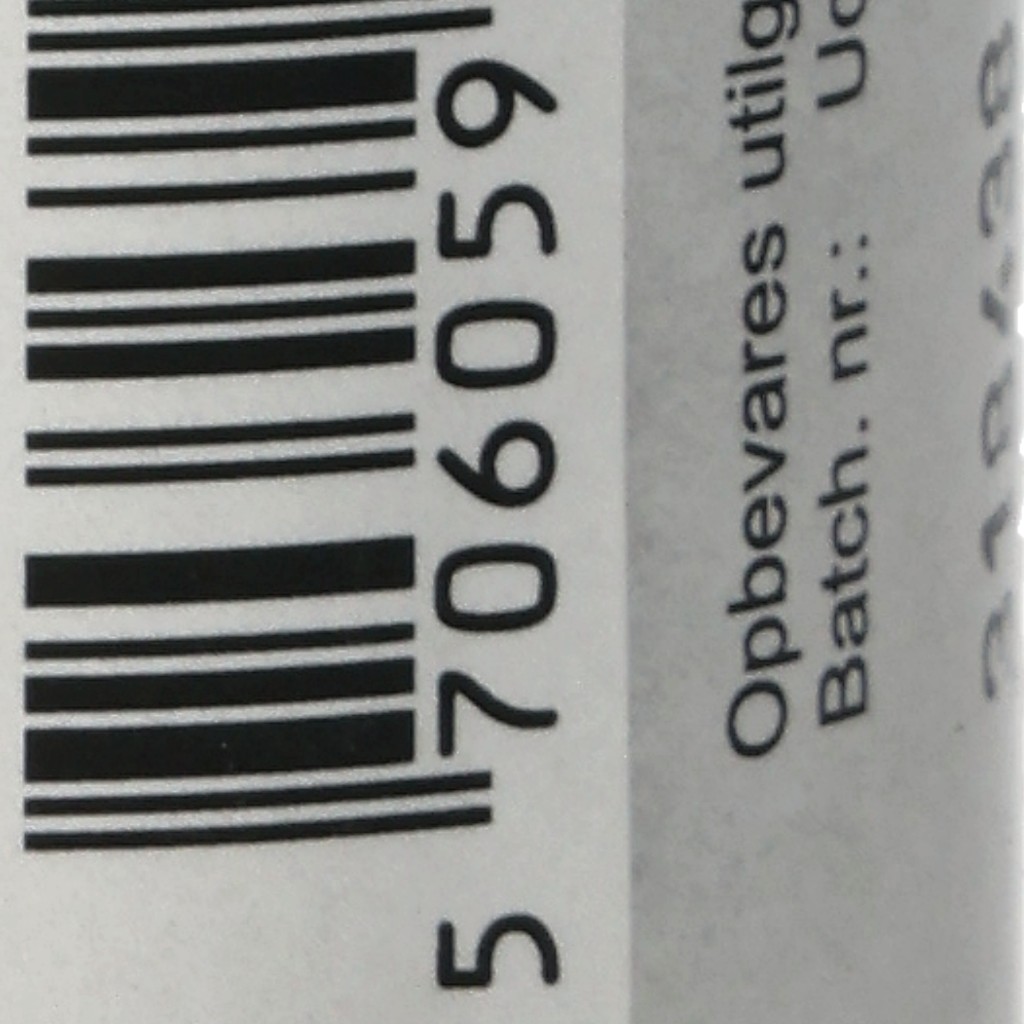 5 706059
Opbevares utilg
Batch. nr.: